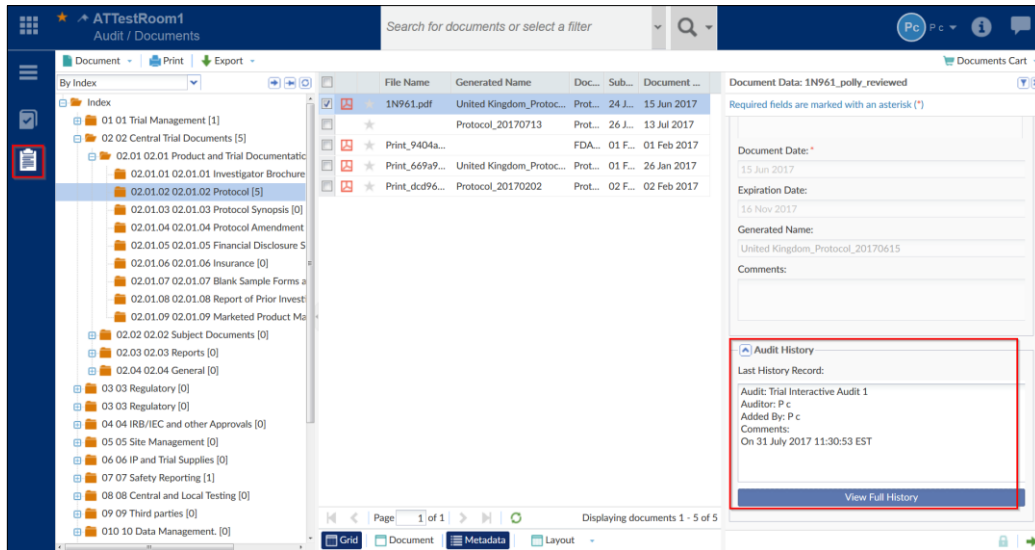 ATTestRoom1
Audit / Documents
Search for documents or select a filter
Pc P c
Document Print Export
Documents Cart
By Index
Index
01 01 Trial Management [1]
02 02 Central Trial Documents [5]
02.01 02.01 Product and Trial Documentatic
02.01.01 02.01.01 Investigator Brochure
02.01.02 02.01.02 Protocol [5]
02.01.03 02.01.03 Protocol Synopsis [0]
02.01.04 02.01.04 Protocol Amendment
02.01.05 02.01.05 Financial Disclosure S
02.01.06 02.01.06 Insurance [0]
02.01.07 02.01.07 Blank Sample Forms a
02.01.08 02.01.08 Report of Prior Investi
02.01.09 02.01.09 Marketed Product Ma
02.02 02.02 Subject Documents [0]
02.03 02.03 Reports [0]
02.04 02.04 General [0]
03 03 Regulatory [0]
03 03 Regulatory [0]
04 04 IRB/IEC and other Approvals [0]
05 05 Site Management [0]
06 06 IP and Trial Supplies [0]
07 07 Safety Reporting [1]
08 08 Central and Local Testing [0]
09 09 Third parties [0]
010 10 Data Management. [0]
File Name Generated Name Doc... Sub... Document ...
1N961.pdf United Kingdom_Protoc... Prot... 24 J... 15 Jun 2017
Protocol_20170713 Prot... 26 J... 13 Jul 2017
Print_9404a... FDA... 01 F... 01 Feb 2017
Print_669a9... United Kingdom_Protoc... Prot... 01 F... 26 Jan 2017
Print_dcd96... Protocol_20170202 Prot... 02 F... 02 Feb 2017
Page 1 of 1
Displaying documents 1 - 5 of 5
Grid Document Metadata Layout
Document Data: 1N961_polly_reviewed
Required fields are marked with an asterisk (*)
Document Date: *
15 Jun 2017
Expiration Date:
16 Nov 2017
Generated Name:
United Kingdom_Protocol_20170615
Comments:
Audit History
Last History Record:
Audit: Trial Interactive Audit 1
Auditor: P c
Added By: P c
Comments:
On 31 July 2017 11:30:53 EST
View Full History